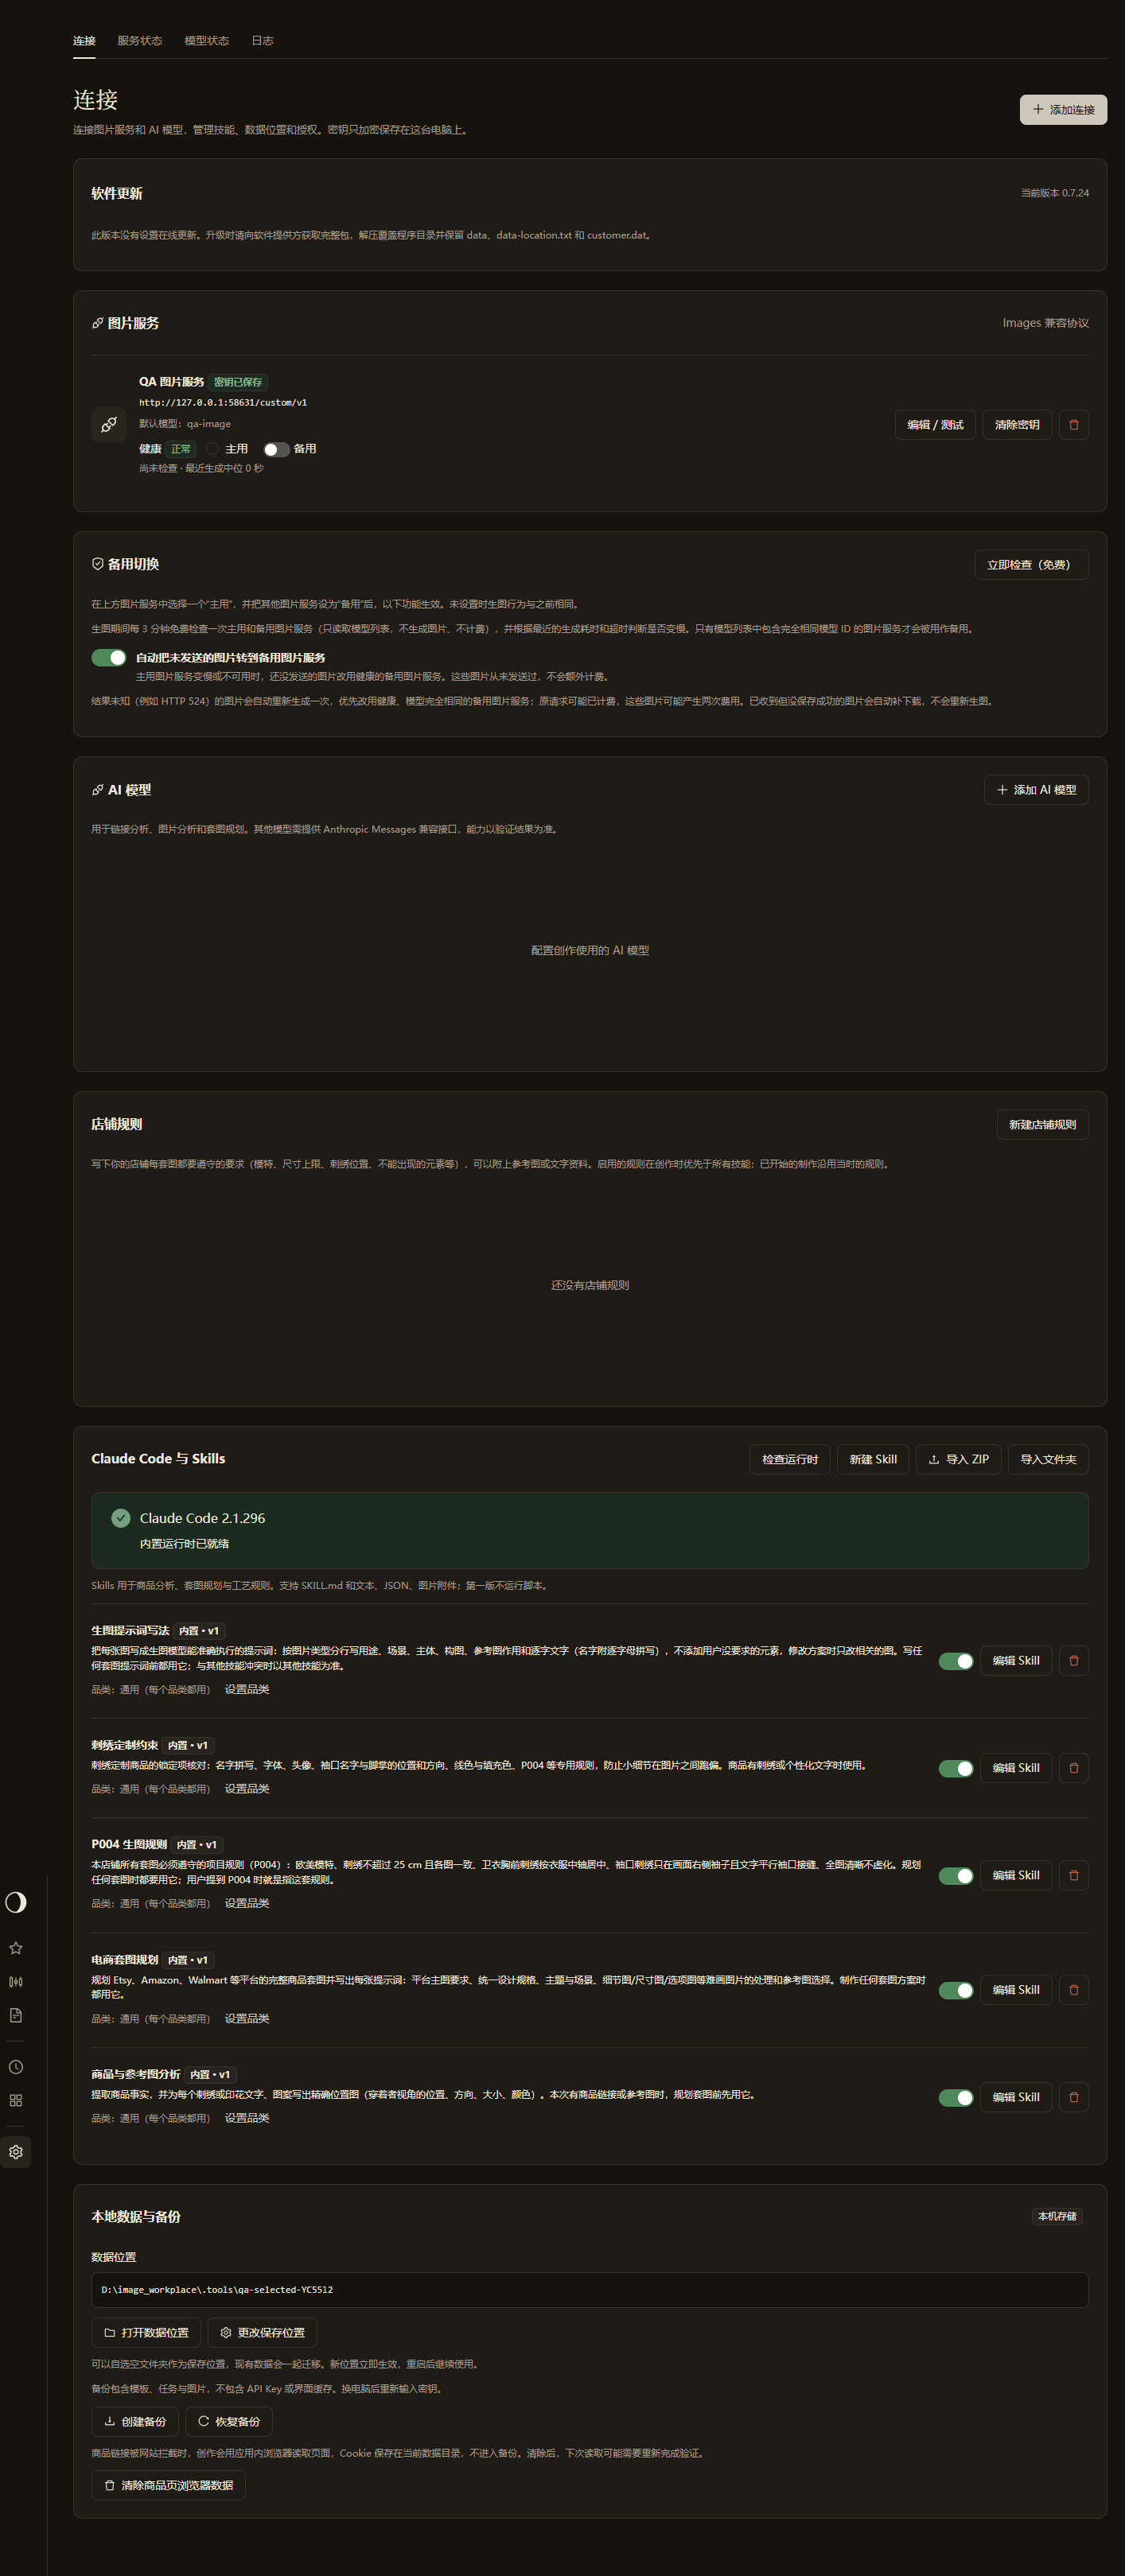 连接 服务状态 模型状态 日志
连接
添加连接
连接图片服务和 AI 模型，管理技能、数据位置和授权。密钥只加密保存在这台电脑上。
软件更新
当前版本 0.7.24
此版本没有设置在线更新。升级时请向软件提供方获取完整包，解压覆盖程序目录并保留 data、data-location.txt 和 customer.dat。
图片服务
Images 兼容协议
QA 图片服务 密钥已保存
http://127.0.0.1:58631/custom/v1
默认模型：qa-image
健康 正常 主用 备用
尚未检查 · 最近生成中位 0 秒
编辑 / 测试 清除密钥
备用切换
立即检查（免费）
在上方图片服务中选择一个“主用”，并把其他图片服务设为“备用”后，以下功能生效。未设置时生图行为与之前相同。
生图期间每 3 分钟免费检查一次主用和备用图片服务（只读取模型列表，不生成图片、不计费），并根据最近的生成耗时和超时判断是否变慢。只有模型列表中包含完全相同模型 ID 的图片服务才会被用作备用。
自动把未发送的图片转到备用图片服务
主用图片服务变慢或不可用时，还没发送的图片改用健康的备用图片服务。这些图片从未发送过，不会额外计费。
结果未知（例如 HTTP 524）的图片会自动重新生成一次，优先改用健康、模型完全相同的备用图片服务；原请求可能已计费，这些图片可能产生两次费用。已收到但没保存成功的图片会自动补下载，不会重新生图。
AI 模型
添加 AI 模型
用于链接分析、图片分析和套图规划。其他模型需提供 Anthropic Messages 兼容接口，能力以验证结果为准。
配置创作使用的 AI 模型
店铺规则
新建店铺规则
写下你的店铺每套图都要遵守的要求（模特、尺寸上限、刺绣位置、不能出现的元素等），可以附上参考图或文字资料。启用的规则在创作时优先于所有技能；已开始的制作沿用当时的规则。
还没有店铺规则
Claude Code 与 Skills
检查运行时 新建 Skill 导入 ZIP 导入文件夹
Claude Code 2.1.296
内置运行时已就绪
Skills 用于商品分析、套图规划与工艺规则。支持 SKILL.md 和文本、JSON、图片附件；第一版不运行脚本。
生图提示词写法 内置 · v1
把每张图写成生图模型能准确执行的提示词：按图片类型分行写用途、场景、主体、构图、参考图作用和逐字文字（名字附逐字母拼写），不添加用户没要求的元素，修改方案时只改相关的图。写任
何套图提示词前都用它；与其他技能冲突时以其他技能为准。
品类：通用（每个品类都用） 设置品类
编辑 Skill
刺绣定制约束 内置 · v1
刺绣定制商品的锁定项核对：名字拼写、字体、头像、袖口名字与脚掌的位置和方向、线色与填充色、P004 等专用规则，防止小细节在图片之间跑偏。商品有刺绣或个性化文字时使用。
品类：通用（每个品类都用） 设置品类
编辑 Skill
P004 生图规则 内置 · v1
本店铺所有套图必须遵守的项目规则（P004）：欧美模特、刺绣不超过 25 cm 且各图一致、卫衣胸前刺绣按衣服中轴居中、袖口刺绣只在画面右侧袖子且文字平行袖口接缝、全图清晰不虚化。规划
任何套图时都要用它；用户提到 P004 时就是指这套规则。
品类：通用（每个品类都用） 设置品类
编辑 Skill
电商套图规划 内置 · v1
规划 Etsy、Amazon、Walmart 等平台的完整商品套图并写出每张提示词：平台主图要求、统一设计规格、主题与场景、细节图/尺寸图/选项图等难画图片的处理和参考图选择。制作任何套图方案时
都用它。
品类：通用（每个品类都用） 设置品类
编辑 Skill
商品与参考图分析 内置 · v1
提取商品事实，并为每个刺绣或印花文字、图案写出精确位置图（穿着者视角的位置、方向、大小、颜色）。本次有商品链接或参考图时，规划套图前先用它。
品类：通用（每个品类都用） 设置品类
编辑 Skill
本地数据与备份
本机存储
数据位置
D:\image_workplace\.tools\qa-selected-YC55l2
打开数据位置 更改保存位置
可以自选空文件夹作为保存位置，现有数据会一起迁移。新位置立即生效，重启后继续使用。
备份包含模板、任务与图片，不包含 API Key 或界面缓存。换电脑后重新输入密钥。
创建备份 恢复备份
商品链接被网站拦截时，创作会用应用内浏览器读取页面，Cookie 保存在当前数据目录，不进入备份。清除后，下次读取可能需要重新完成验证。
清除商品页浏览器数据